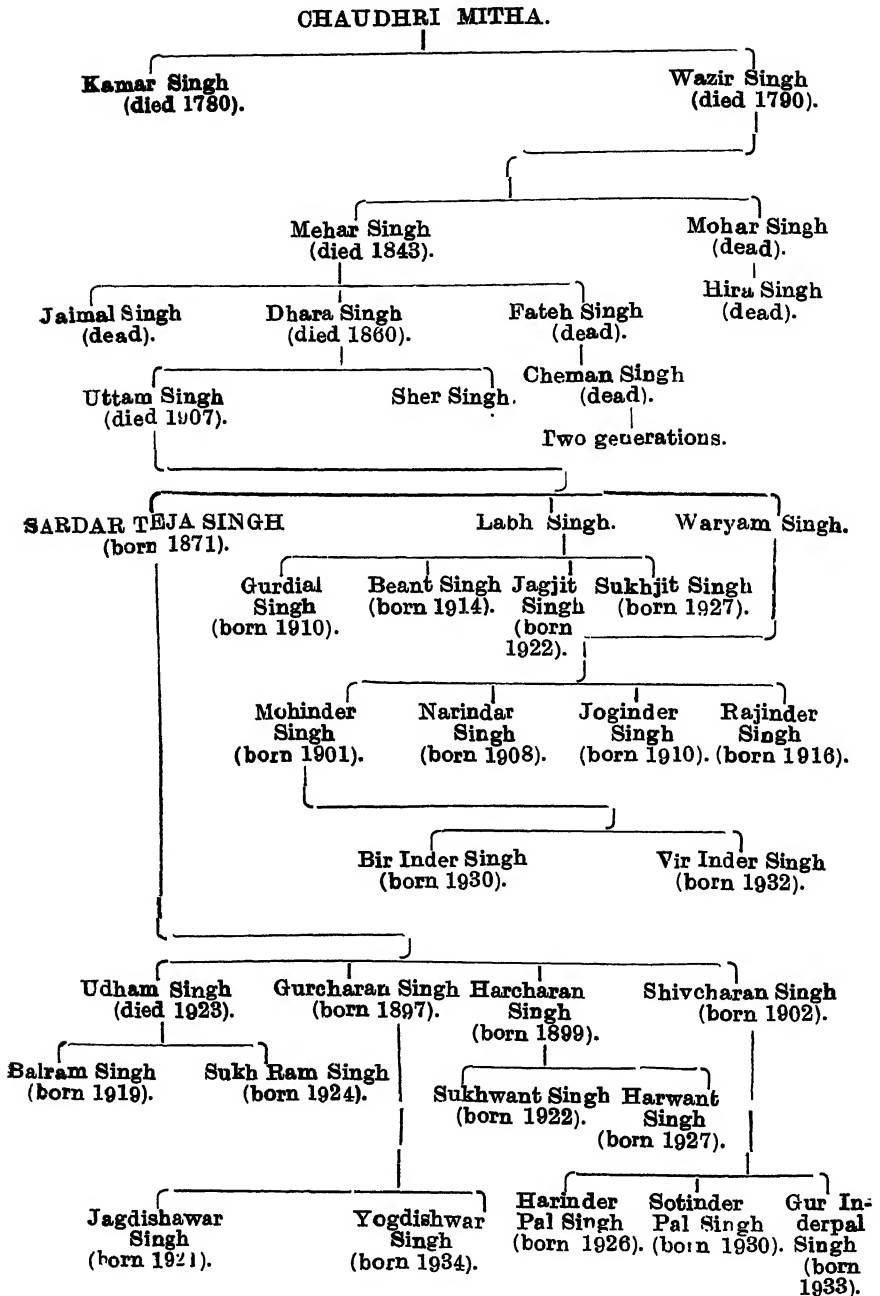 CHAUDHRI MITHA.
Kamar Singh
(died 1780).
Wazir Singh
(died 1790).
Mehar Singh
(died 1843).
Mohar Singh
(dead).
Hira Singh
(dead).
Jaimal Singh
(dead).
Dhara Singh
(died 1860).
Fateh Singh
(dead).
Cheman Singh
(dead).
Two generations.
Uttam Singh
(died 1907).
Sher Singh.
SARDAR TEJA SINGH
(born 1871).
Labh Singh.
Waryam Singh.
Gurdial
Singh
(born 1910).
Beant Singh
(born 1914).
Jagjit
Singh
(born
1922).
Sukhjit Singh
(born 1927).
Mohinder
Singh
(born 1901).
Narindar
Singh
(born 1908).
Joginder
Singh
(born 1910).
Rajinder
Singh
(born 1916).
Bir Inder Singh
(born 1930).
Vir Inder Singh
(born 1932).
Udham Singh
(died 1923).
Gurcharan Singh
(born 1897).
Harcharan
Singh
(born 1899).
Shivcharan Singh
(born 1902).
Balram Singh
(born 1919).
Sukh Ram Singh
(born 1924).
Sukhwant Singh
(born 1922).
Harwant
Singh
(born 1927).
Jagdishawar
Singh
(born 1921).
Yogdishwar
Singh
(born 1934).
Harinder
Pal Singh
(born 1926).
Sotinder
Pal Singh
(born 1930).
Gur In-
derpal
Singh
(born
1933).